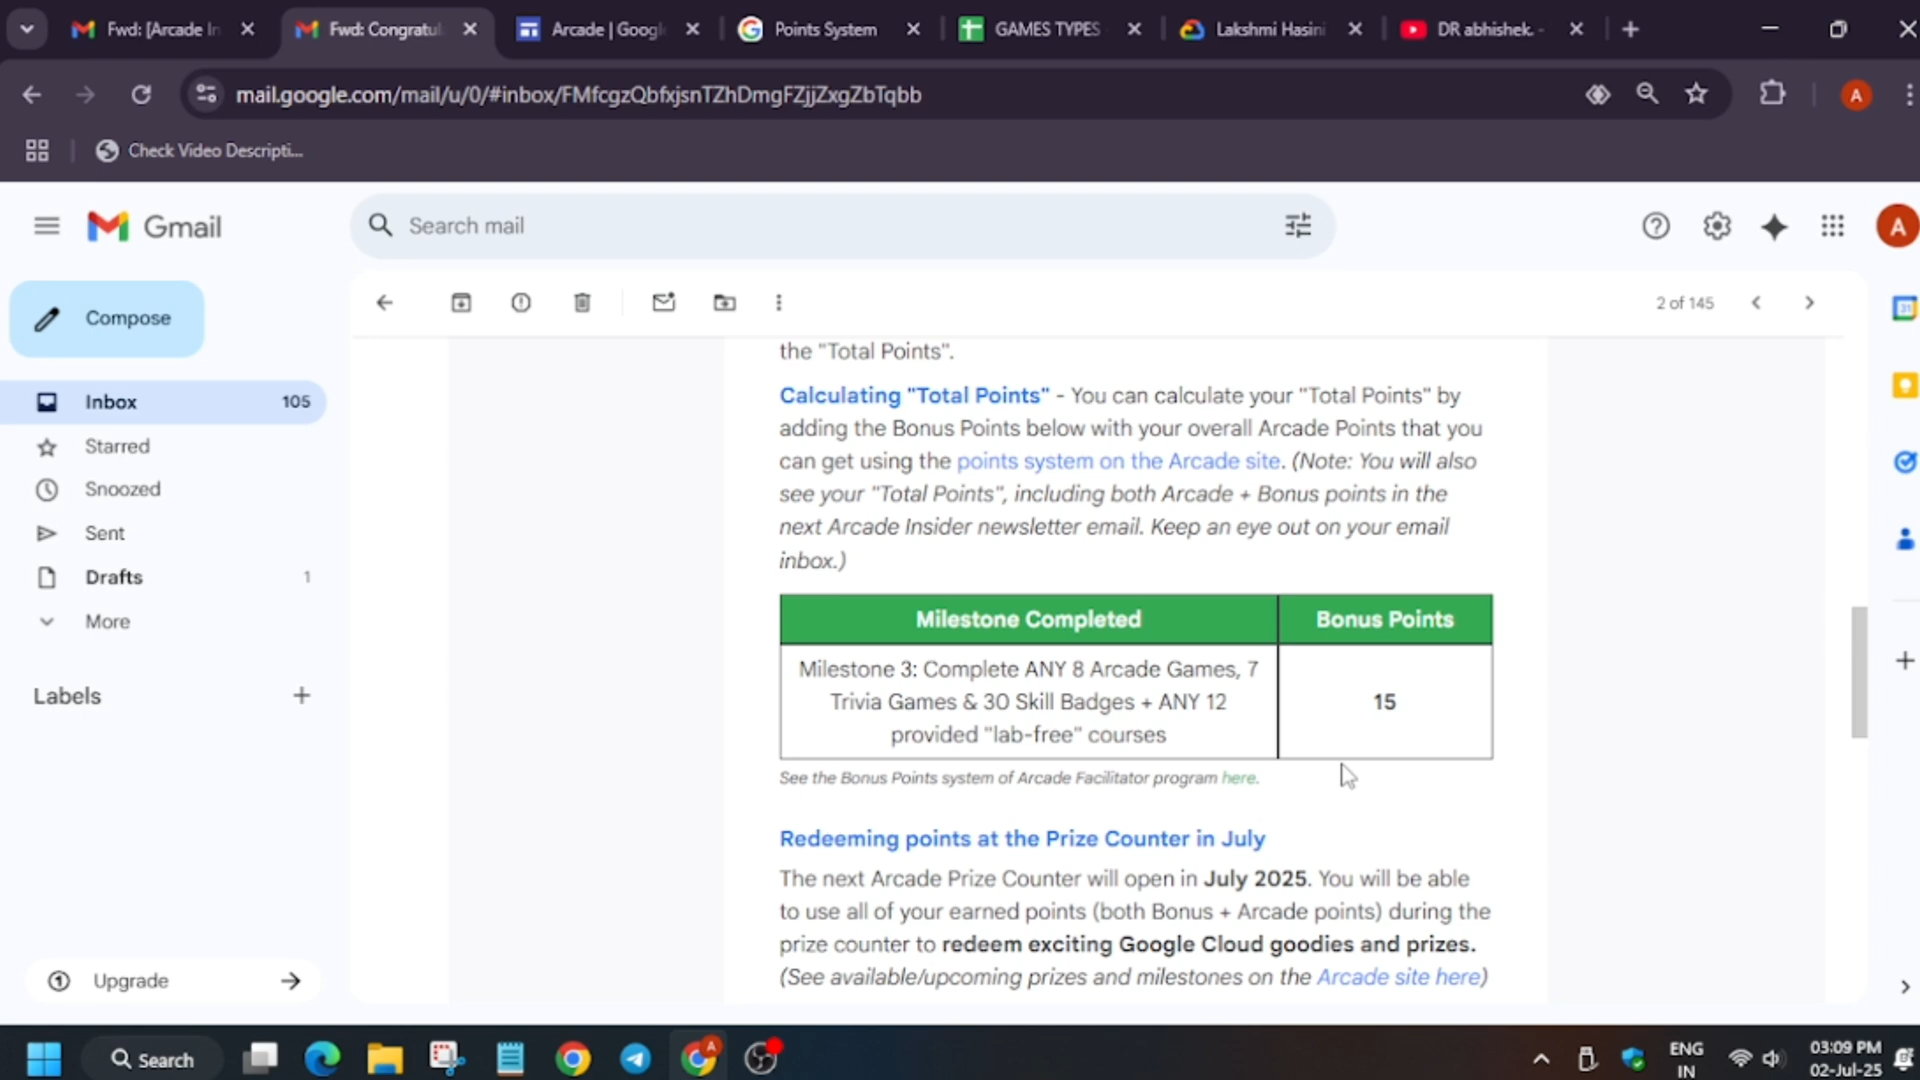 Fwd: [Arcade In
Fwd: Congratul
Arcade | Googl
Points System
GAMES TYPES
Lakshmi Hasini
DR abhishek. -
mail.google.com/mail/u/0/#inbox/FMfcgzQbfxjsnTZhDmgFZjjZxgZbTqbb
A
Check Video Descripti...
Gmail
Search mail
A
Compose
2 of 145
Inbox 105
Starred
Snoozed
Sent
Drafts 1
More
Labels
Upgrade
the "Total Points".
Calculating "Total Points" - You can calculate your "Total Points" by
adding the Bonus Points below with your overall Arcade Points that you
can get using the points system on the Arcade site. (Note: You will also
see your "Total Points", including both Arcade + Bonus points in the
next Arcade Insider newsletter email. Keep an eye out on your email
inbox.)
Milestone Completed Bonus Points
Milestone 3: Complete ANY 8 Arcade Games, 7
Trivia Games & 30 Skill Badges + ANY 12
provided "lab-free" courses
15
See the Bonus Points system of Arcade Facilitator program here.
Redeeming points at the Prize Counter in July
The next Arcade Prize Counter will open in July 2025. You will be able
to use all of your earned points (both Bonus + Arcade points) during the
prize counter to redeem exciting Google Cloud goodies and prizes.
(See available/upcoming prizes and milestones on the Arcade site here)
Search
A
ENG
IN
03:09 PM
02-Jul-25